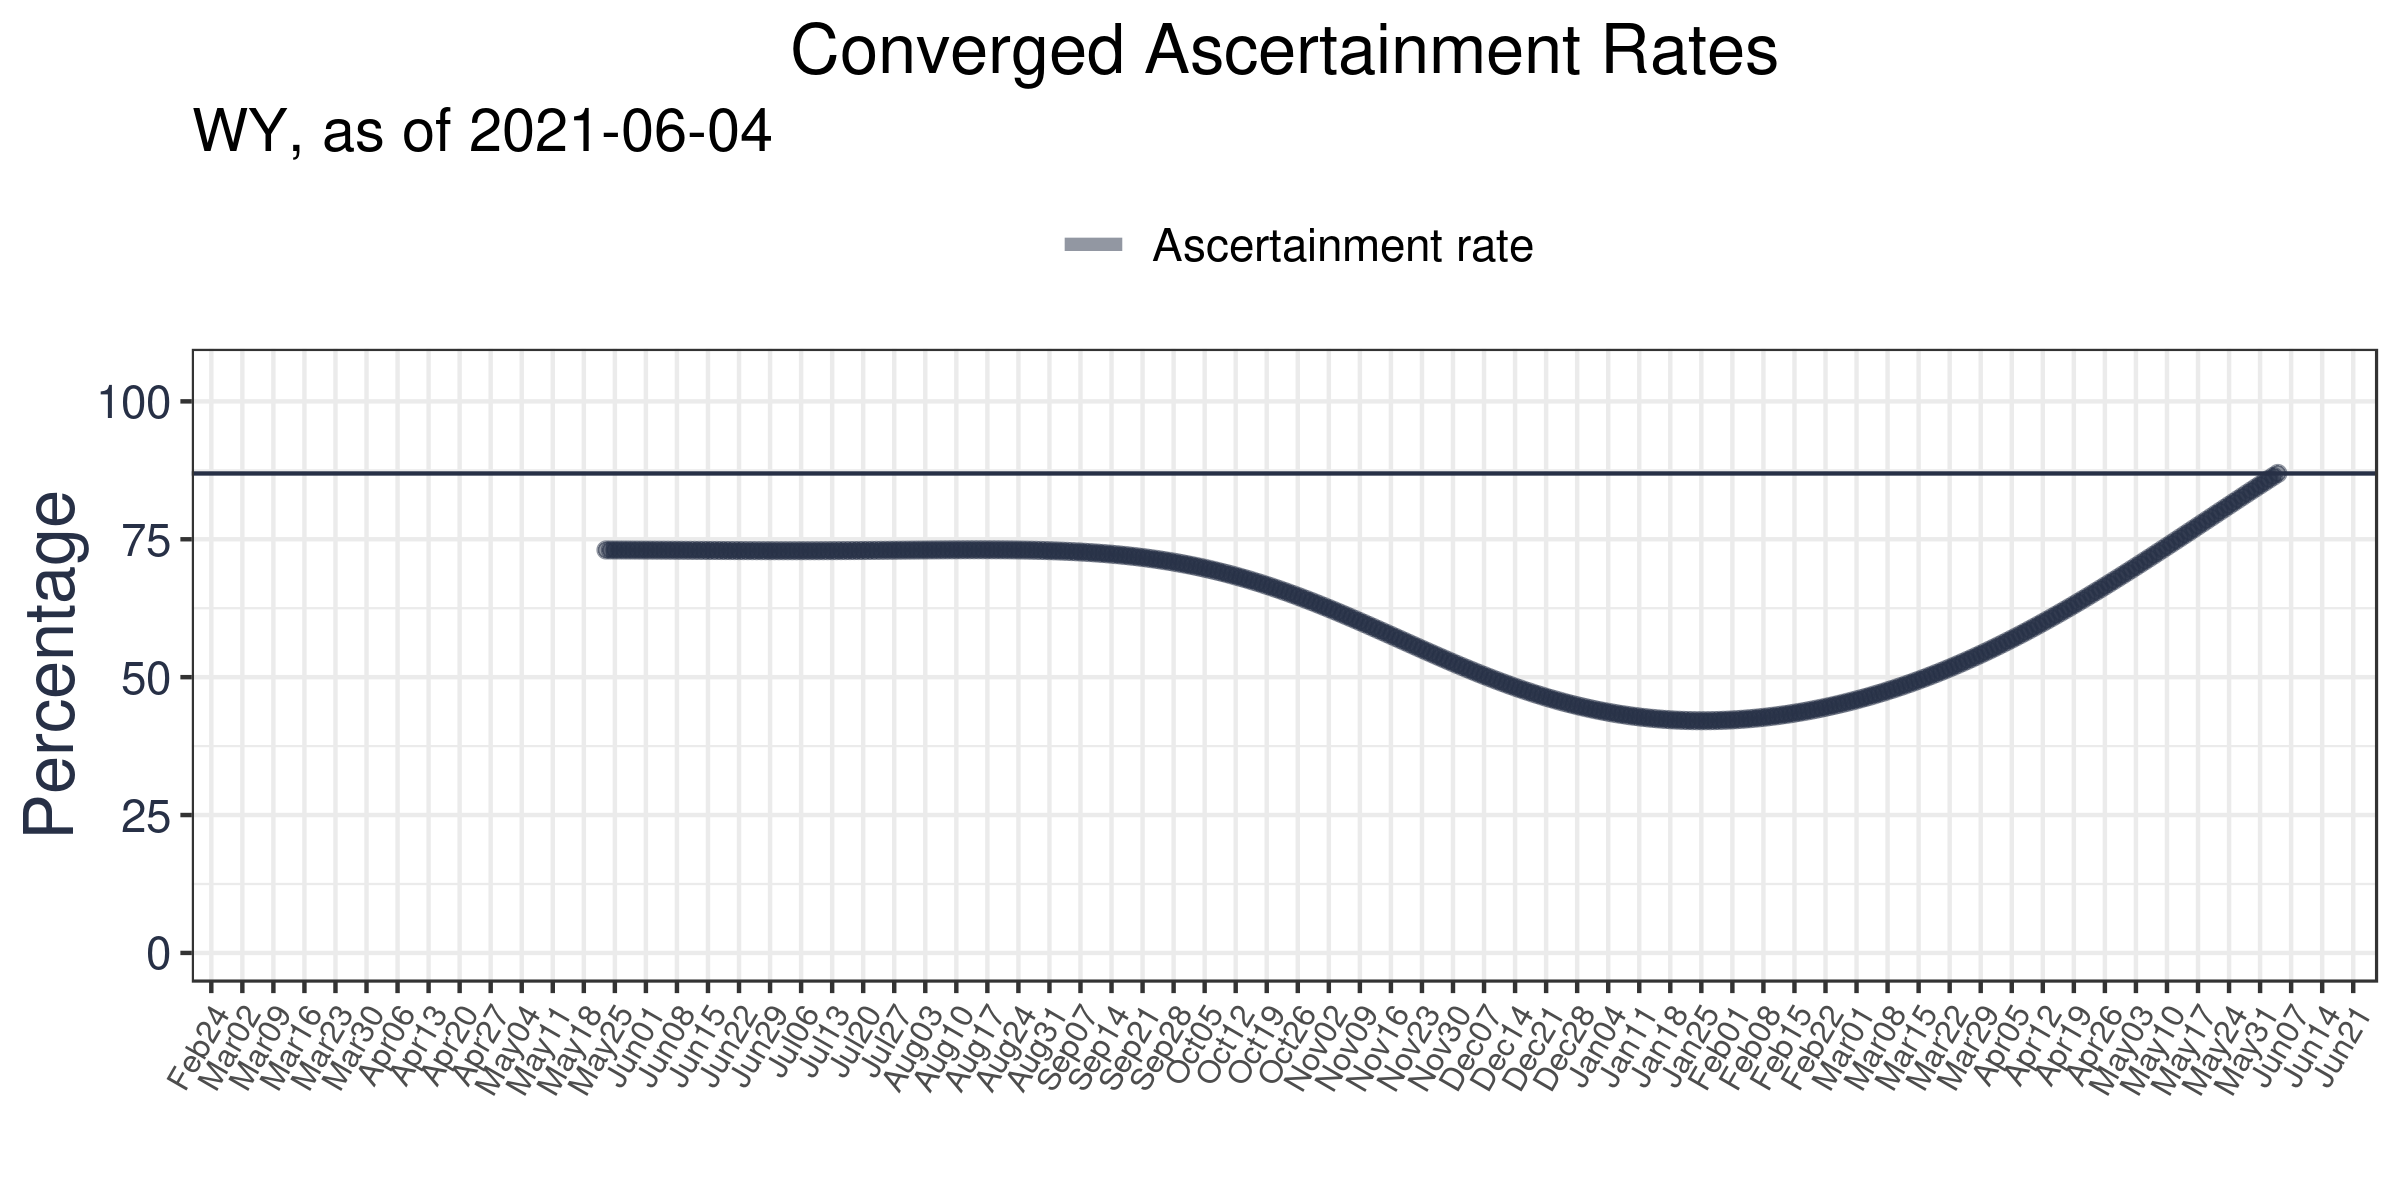 Converged Ascertainment Rates
WY, as of 2021-06-04
Ascertainment rate
Percentage
100
75
50
25
0
Feb24
Mar02
Mar09
Mar16
Mar23
Mar30
Apr06
Apr13
Apr20
Apr27
May04
May11
May18
May25
Jun01
Jun08
Jun15
Jun22
Jun29
Jul06
Jul13
Jul20
Jul27
Aug03
Aug10
Aug17
Aug24
Aug31
Sep07
Sep14
Sep21
Sep28
Oct05
Oct12
Oct19
Oct26
Nov02
Nov09
Nov16
Nov23
Nov30
Dec07
Dec14
Dec21
Dec28
Jan04
Jan11
Jan18
Jan25
Feb01
Feb08
Feb15
Feb22
Mar01
Mar08
Mar15
Mar22
Mar29
Apr05
Apr12
Apr19
Apr26
May03
May10
May17
May24
May31
Jun07
Jun14
Jun21